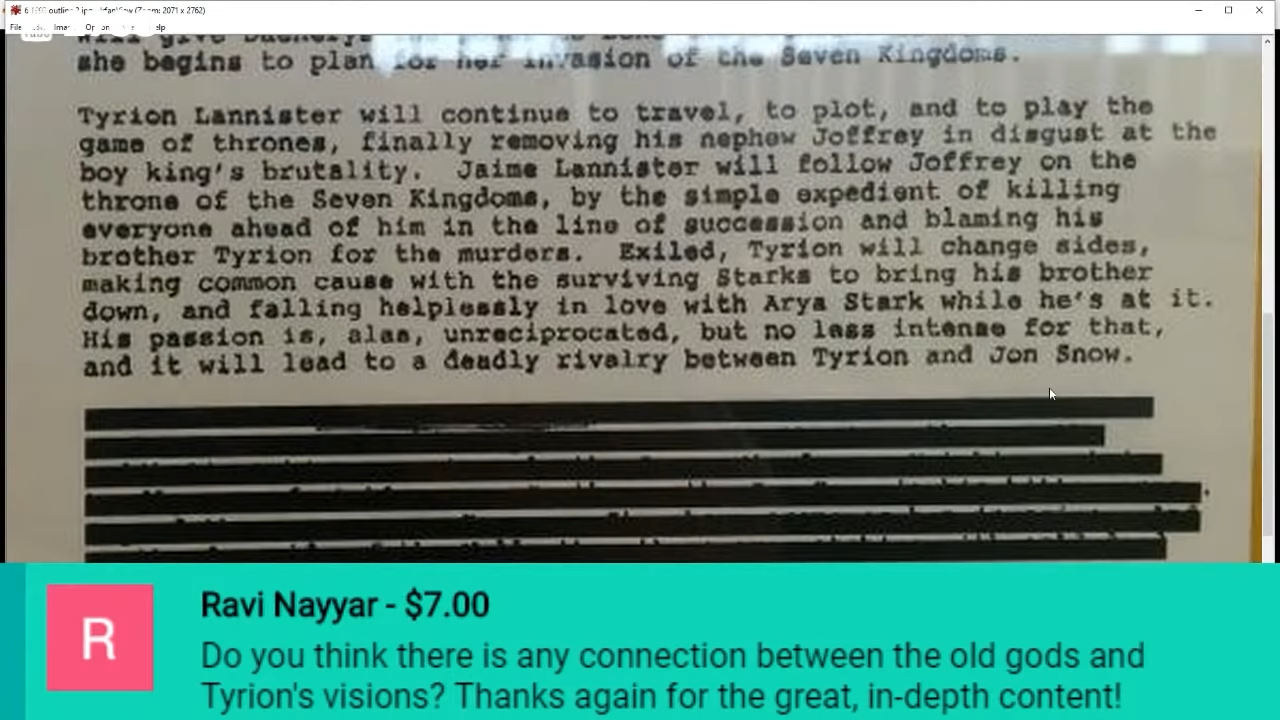 (Zoom: 2071 x 2762)
File
she begins to plan for her invasion of the Seven Kingdoms.
Tyrion Lannister will continue to travel, to plot, and to play the
game of thrones, finally removing his nephew Joffrey in disgust at the
boy king's brutality. Jaime Lannister will follow Joffrey on the
throne of the Seven Kingdoms, by the simple expedient of killing
everyone ahead of him in the line of succession and blaming his
brother Tyrion for the murders. Exiled, Tyrion will change sides,
making common cause with the surviving Starks to bring his brother
down, and falling helplessly in love with Arya Stark while he's at it.
His passion is, alas, unreciprocated, but no less intense for that,
and it will lead to a deadly rivalry between Tyrion and Jon Snow.
R
Ravi Nayyar - $7.00
Do you think there is any connection between the old gods and
Tyrion's visions? Thanks again for the great, in-depth content!